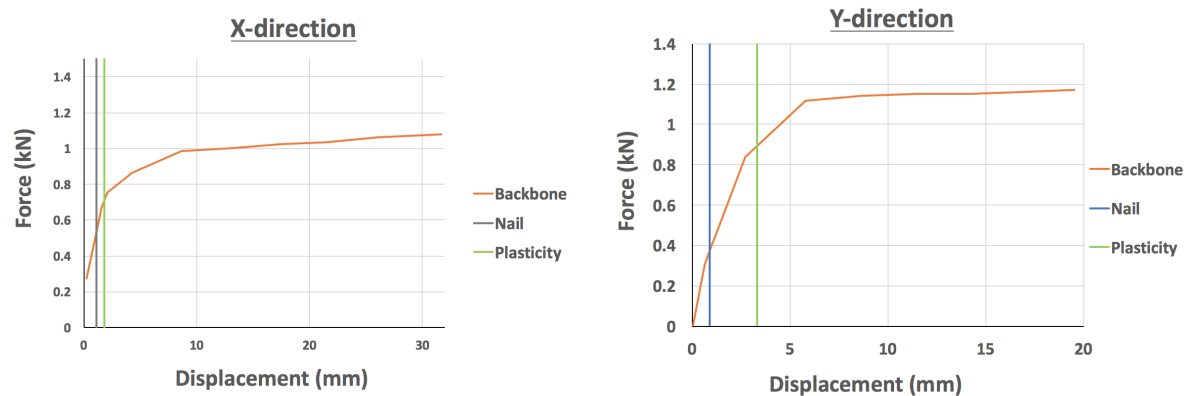 X-direction
1.4
1.2
1
0.8
0.6
0.4
0.2
0
Force (kN)
0
10
20
30
Displacement (mm)
Backbone
Nail
Plasticity
Y-direction
1.4
1.2
1
0.8
0.6
0.4
0.2
0
Force (kN)
0
5
10
15
20
Displacement (mm)
Backbone
Nail
Plasticity